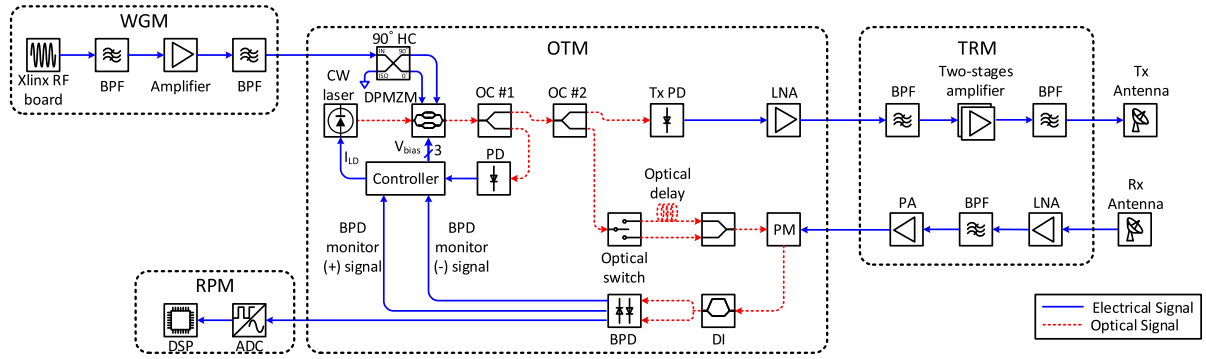 WGM
Xlinx RF
board
BPF
Amplifier
BPF
OTM
90° HC
IN
90
ISO
0
CW
laser
DPMZM
OC #1
OC #2
Tx PD
LNA
I_LD
V_bias
3
Controller
PD
Optical
delay
Optical
switch
PM
BPD
monitor
(+) signal
BPD
monitor
(-) signal
BPD
DI
TRM
BPF
Two-stages
amplifier
BPF
Tx
Antenna
PA
BPF
LNA
Rx
Antenna
RPM
DSP
ADC
Electrical Signal
Optical Signal